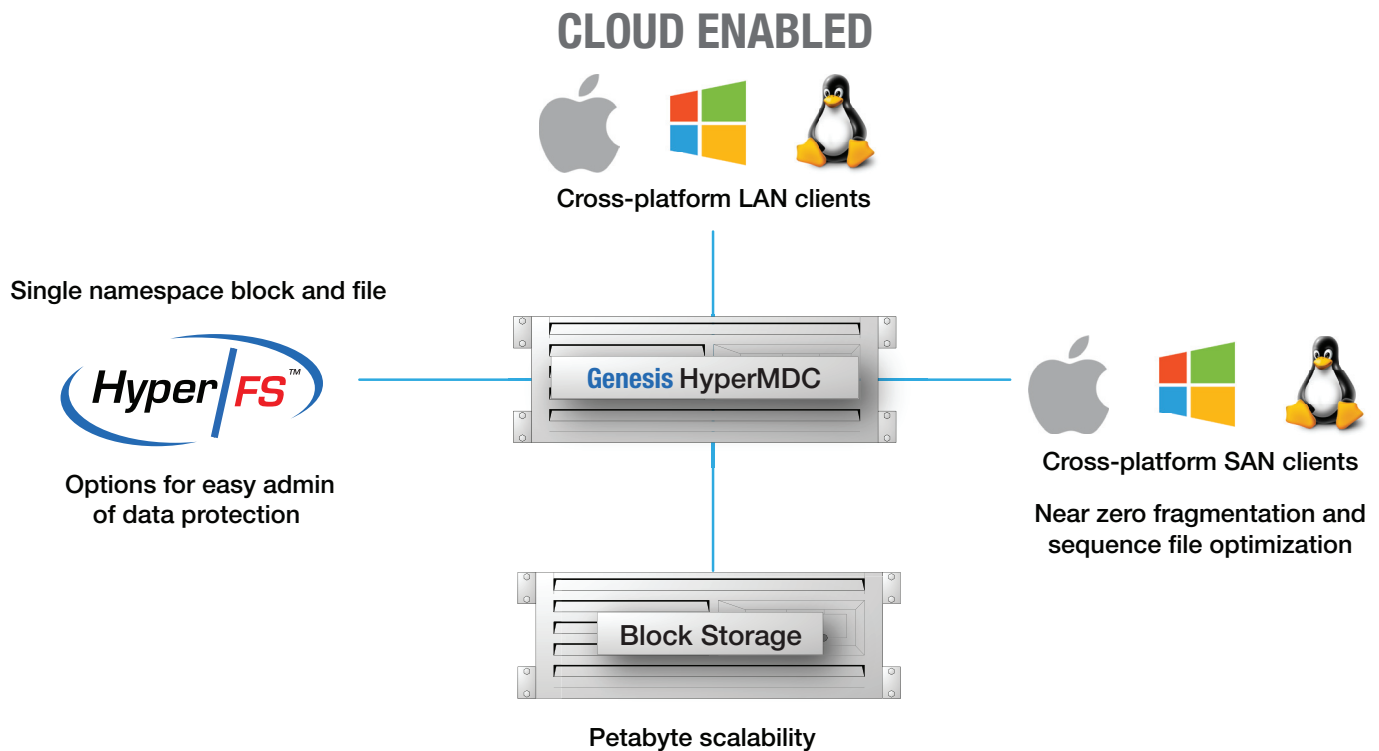 CLOUD ENABLED
Cross-platform LAN clients
Single namespace block and file
Hyper FS™
Options for easy admin
of data protection
Genesis HyperMDC
Cross-platform SAN clients
Near zero fragmentation and
sequence file optimization
Block Storage
Petabyte scalability